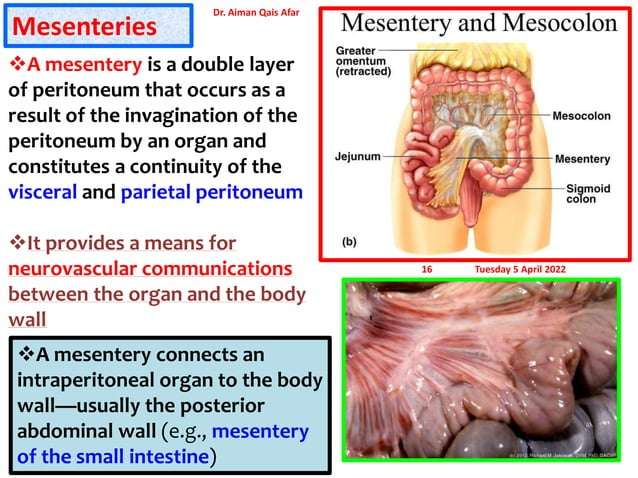 Mesenteries
Dr. Aiman Qais Afar
❖A mesentery is a double layer
of peritoneum that occurs as a
result of the invagination of the
peritoneum by an organ and
constitutes a continuity of the
visceral and parietal peritoneum
❖It provides a means for
neurovascular communications
between the organ and the body
wall
❖A mesentery connects an
intraperitoneal organ to the body
wall—usually the posterior
abdominal wall (e.g., mesentery
of the small intestine)
Mesentery and Mesocolon
Greater
omentum
(retracted)
Mesocolon
Jejunum
Mesentery
Sigmoid
colon
(b)
16
Tuesday 5 April 2022